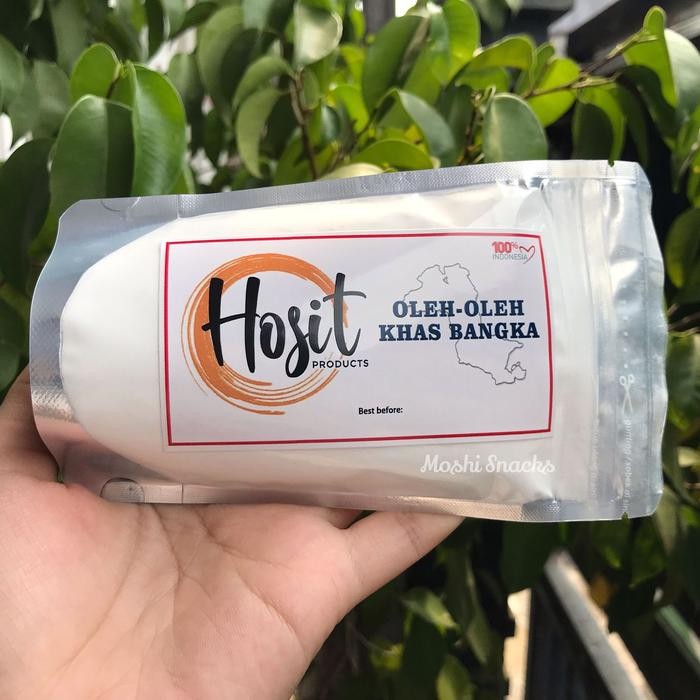 100%
INDONESIA
Hosit
PRODUCTS
OLEH-OLEH
KHAS BANGKA
Best before:
Moshi Snacks